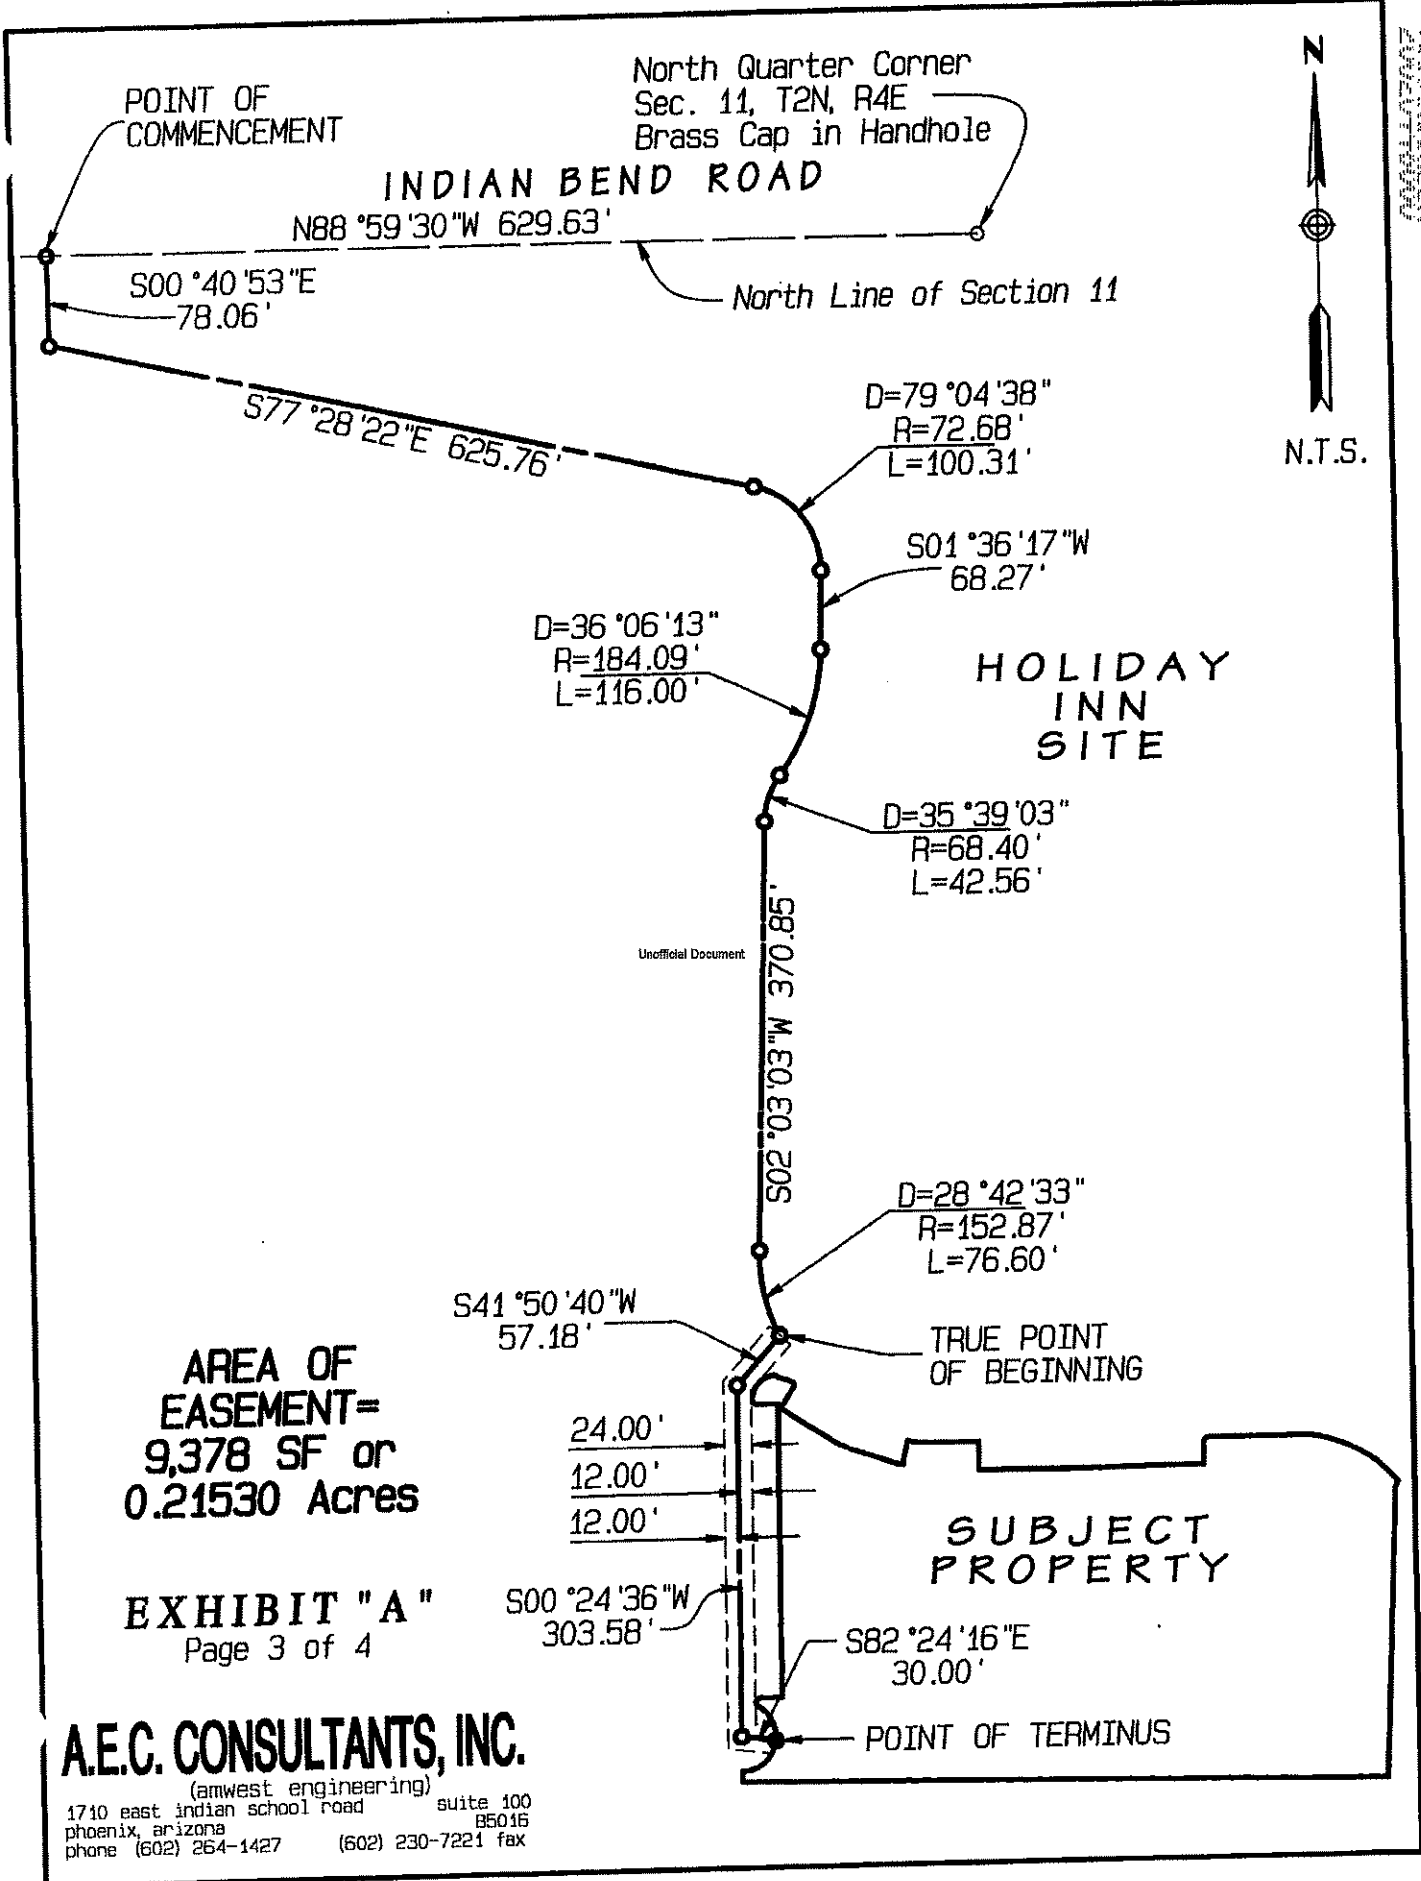 N
POINT OF
COMMENCEMENT
North Quarter Corner
Sec. 11, T2N, R4E
Brass Cap in Handhole
INDIAN BEND ROAD
N88°59'30"W 629.63'
S00°40'53"E
78.06'
North Line of Section 11
S77°28'22"E 625.76'
D=79°04'38"
R=72.68'
L=100.31'
N.T.S.
S01°36'17"W
68.27'
D=36°06'13"
R=184.09'
L=116.00'
HOLIDAY
INN
SITE
D=35°39'03"
R=68.40'
L=42.56'
Unofficial Document
S02°03'03"W 370.85'
D=28°42'33"
R=152.87'
L=76.60'
S41°50'40"W
57.18'
TRUE POINT
OF BEGINNING
AREA OF
EASEMENT=
9,378 SF or
0.21530 Acres
24.00'
12.00'
12.00'
SUBJECT
PROPERTY
EXHIBIT "A"
Page 3 of 4
S00°24'36"W
303.58'
S82°24'16"E
30.00'
POINT OF TERMINUS
A.E.C. CONSULTANTS, INC.
(amwest engineering)
1710 east indian school road suite 100
phoenix, arizona 85016
phone (602) 264-1427 (602) 230-7221 fax